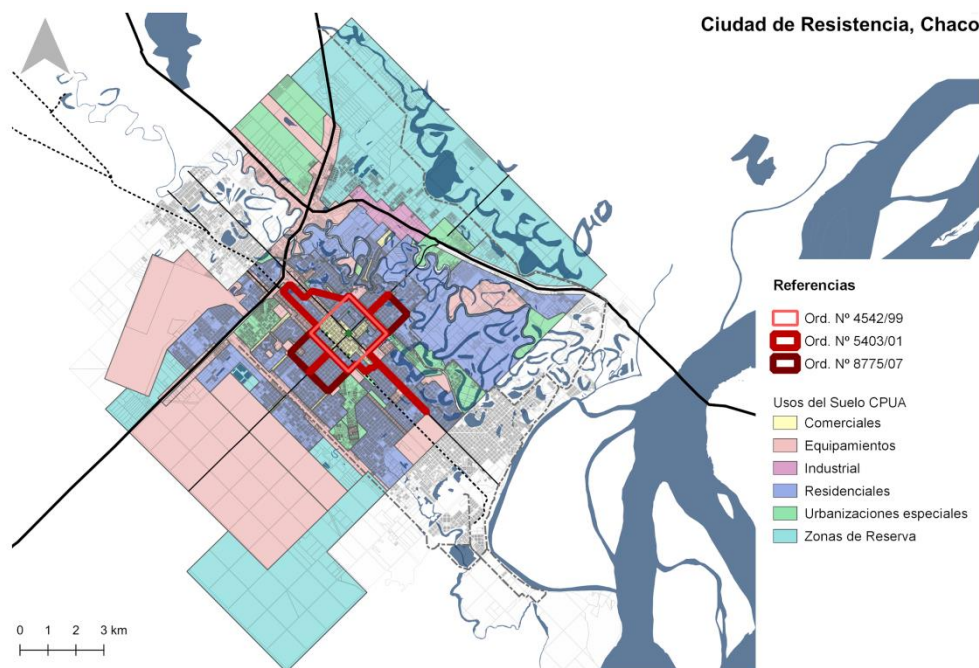 Ciudad de Resistencia, Chaco
Referencias
Ord. Nº 4542/99
Ord. Nº 5403/01
Ord. Nº 8775/07
Usos del Suelo CPUA
Comerciales
Equipamientos
Industrial
Residenciales
Urbanizaciones especiales
Zonas de Reserva
0 1 2 3 km